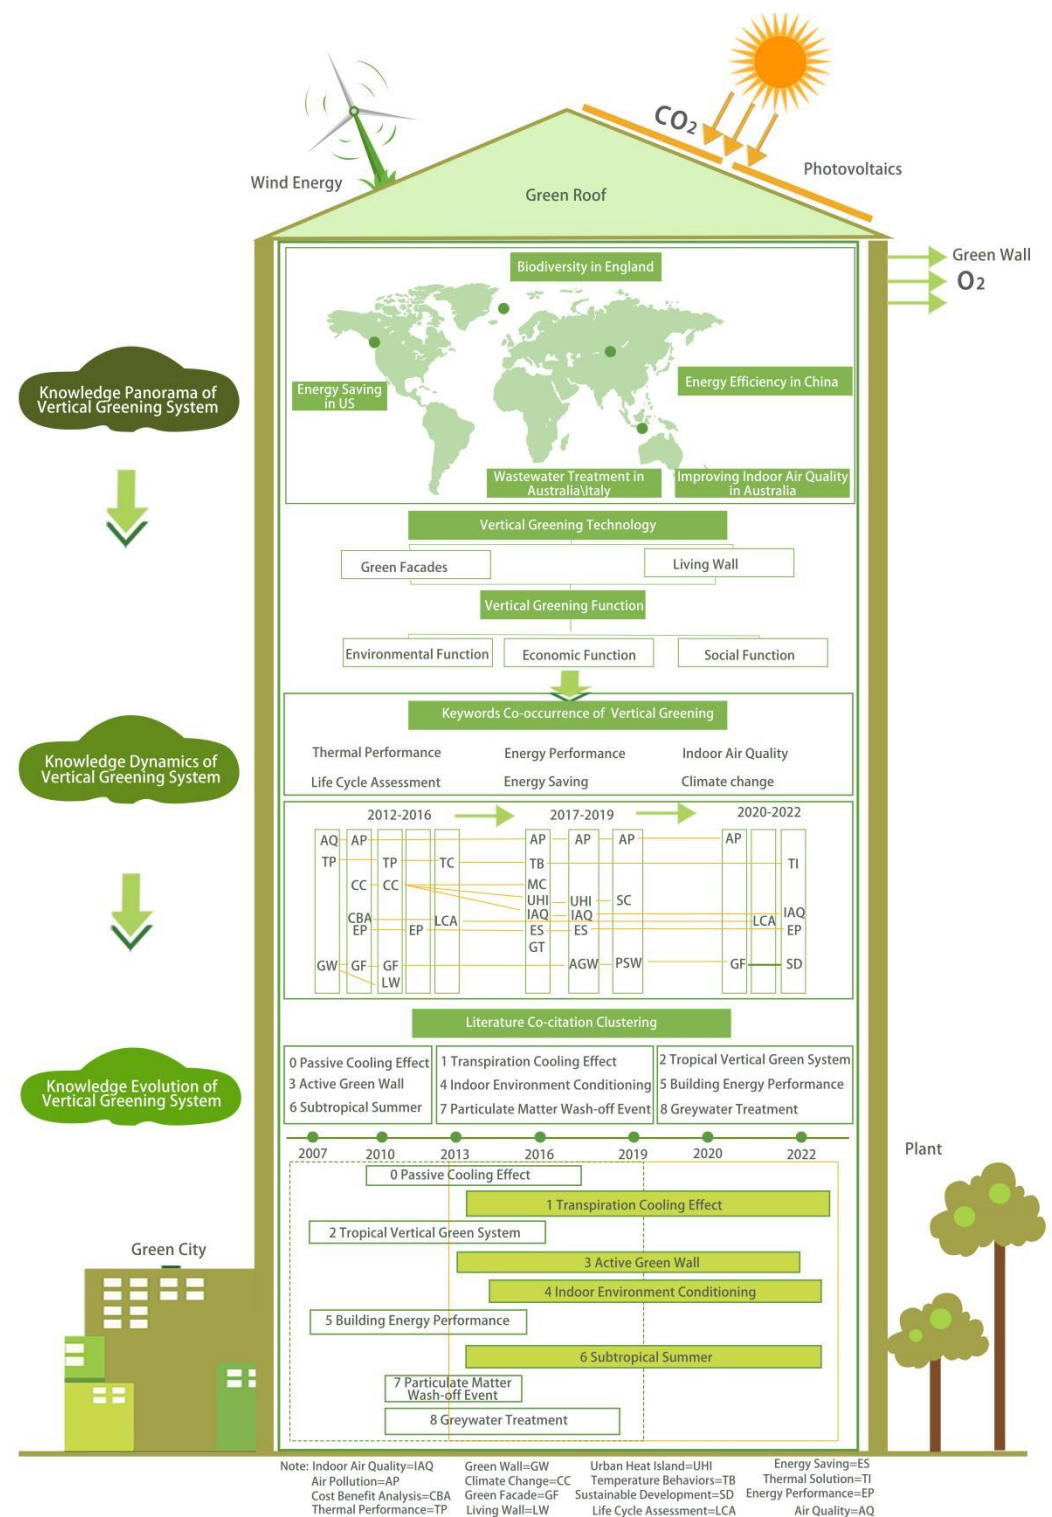 CO2
Wind Energy
Photovoltaics
Green Roof
Green Wall
O2
Biodiversity in England
Knowledge Panorama of
Vertical Greening System
Energy Saving
in US
Energy Efficiency in China
Wastewater Treatment in
Australia\Italy
Improving Indoor Air Quality
in Australia
Vertical Greening Technology
Green Facades
Living Wall
Vertical Greening Function
Environmental Function
Economic Function
Social Function
Knowledge Dynamics of
Vertical Greening System
Keywords Co-occurrence of Vertical Greening
Thermal Performance
Energy Performance
Indoor Air Quality
Life Cycle Assessment
Energy Saving
Climate change
2012-2016
2017-2019
2020-2022
AQ AP AP AP AP AP
TP TP TC TB TI
CC CC MC
UHI UHI SC
CBA LCA IAQ IAQ LCA IAQ
EP EP ES ES EP
GT
GW GF GF AGW PSW GF SD
LW
Literature Co-citation Clustering
Knowledge Evolution of
Vertical Greening System
0 Passive Cooling Effect
3 Active Green Wall
6 Subtropical Summer
1 Transpiration Cooling Effect
4 Indoor Environment Conditioning
7 Particulate Matter Wash-off Event
2 Tropical Vertical Green System
5 Building Energy Performance
8 Greywater Treatment
2007 2010 2013 2016 2019 2020 2022
0 Passive Cooling Effect
1 Transpiration Cooling Effect
2 Tropical Vertical Green System
3 Active Green Wall
4 Indoor Environment Conditioning
5 Building Energy Performance
6 Subtropical Summer
7 Particulate Matter
Wash-off Event
8 Greywater Treatment
Plant
Green City
Note: Indoor Air Quality=IAQ
Air Pollution=AP
Cost Benefit Analysis=CBA
Thermal Performance=TP
Green Wall=GW
Climate Change=CC
Green Facade=GF
Living Wall=LW
Urban Heat Island=UHI
Temperature Behaviors=TB
Sustainable Development=SD
Life Cycle Assessment=LCA
Energy Saving=ES
Thermal Solution=TI
Energy Performance=EP
Air Quality=AQ